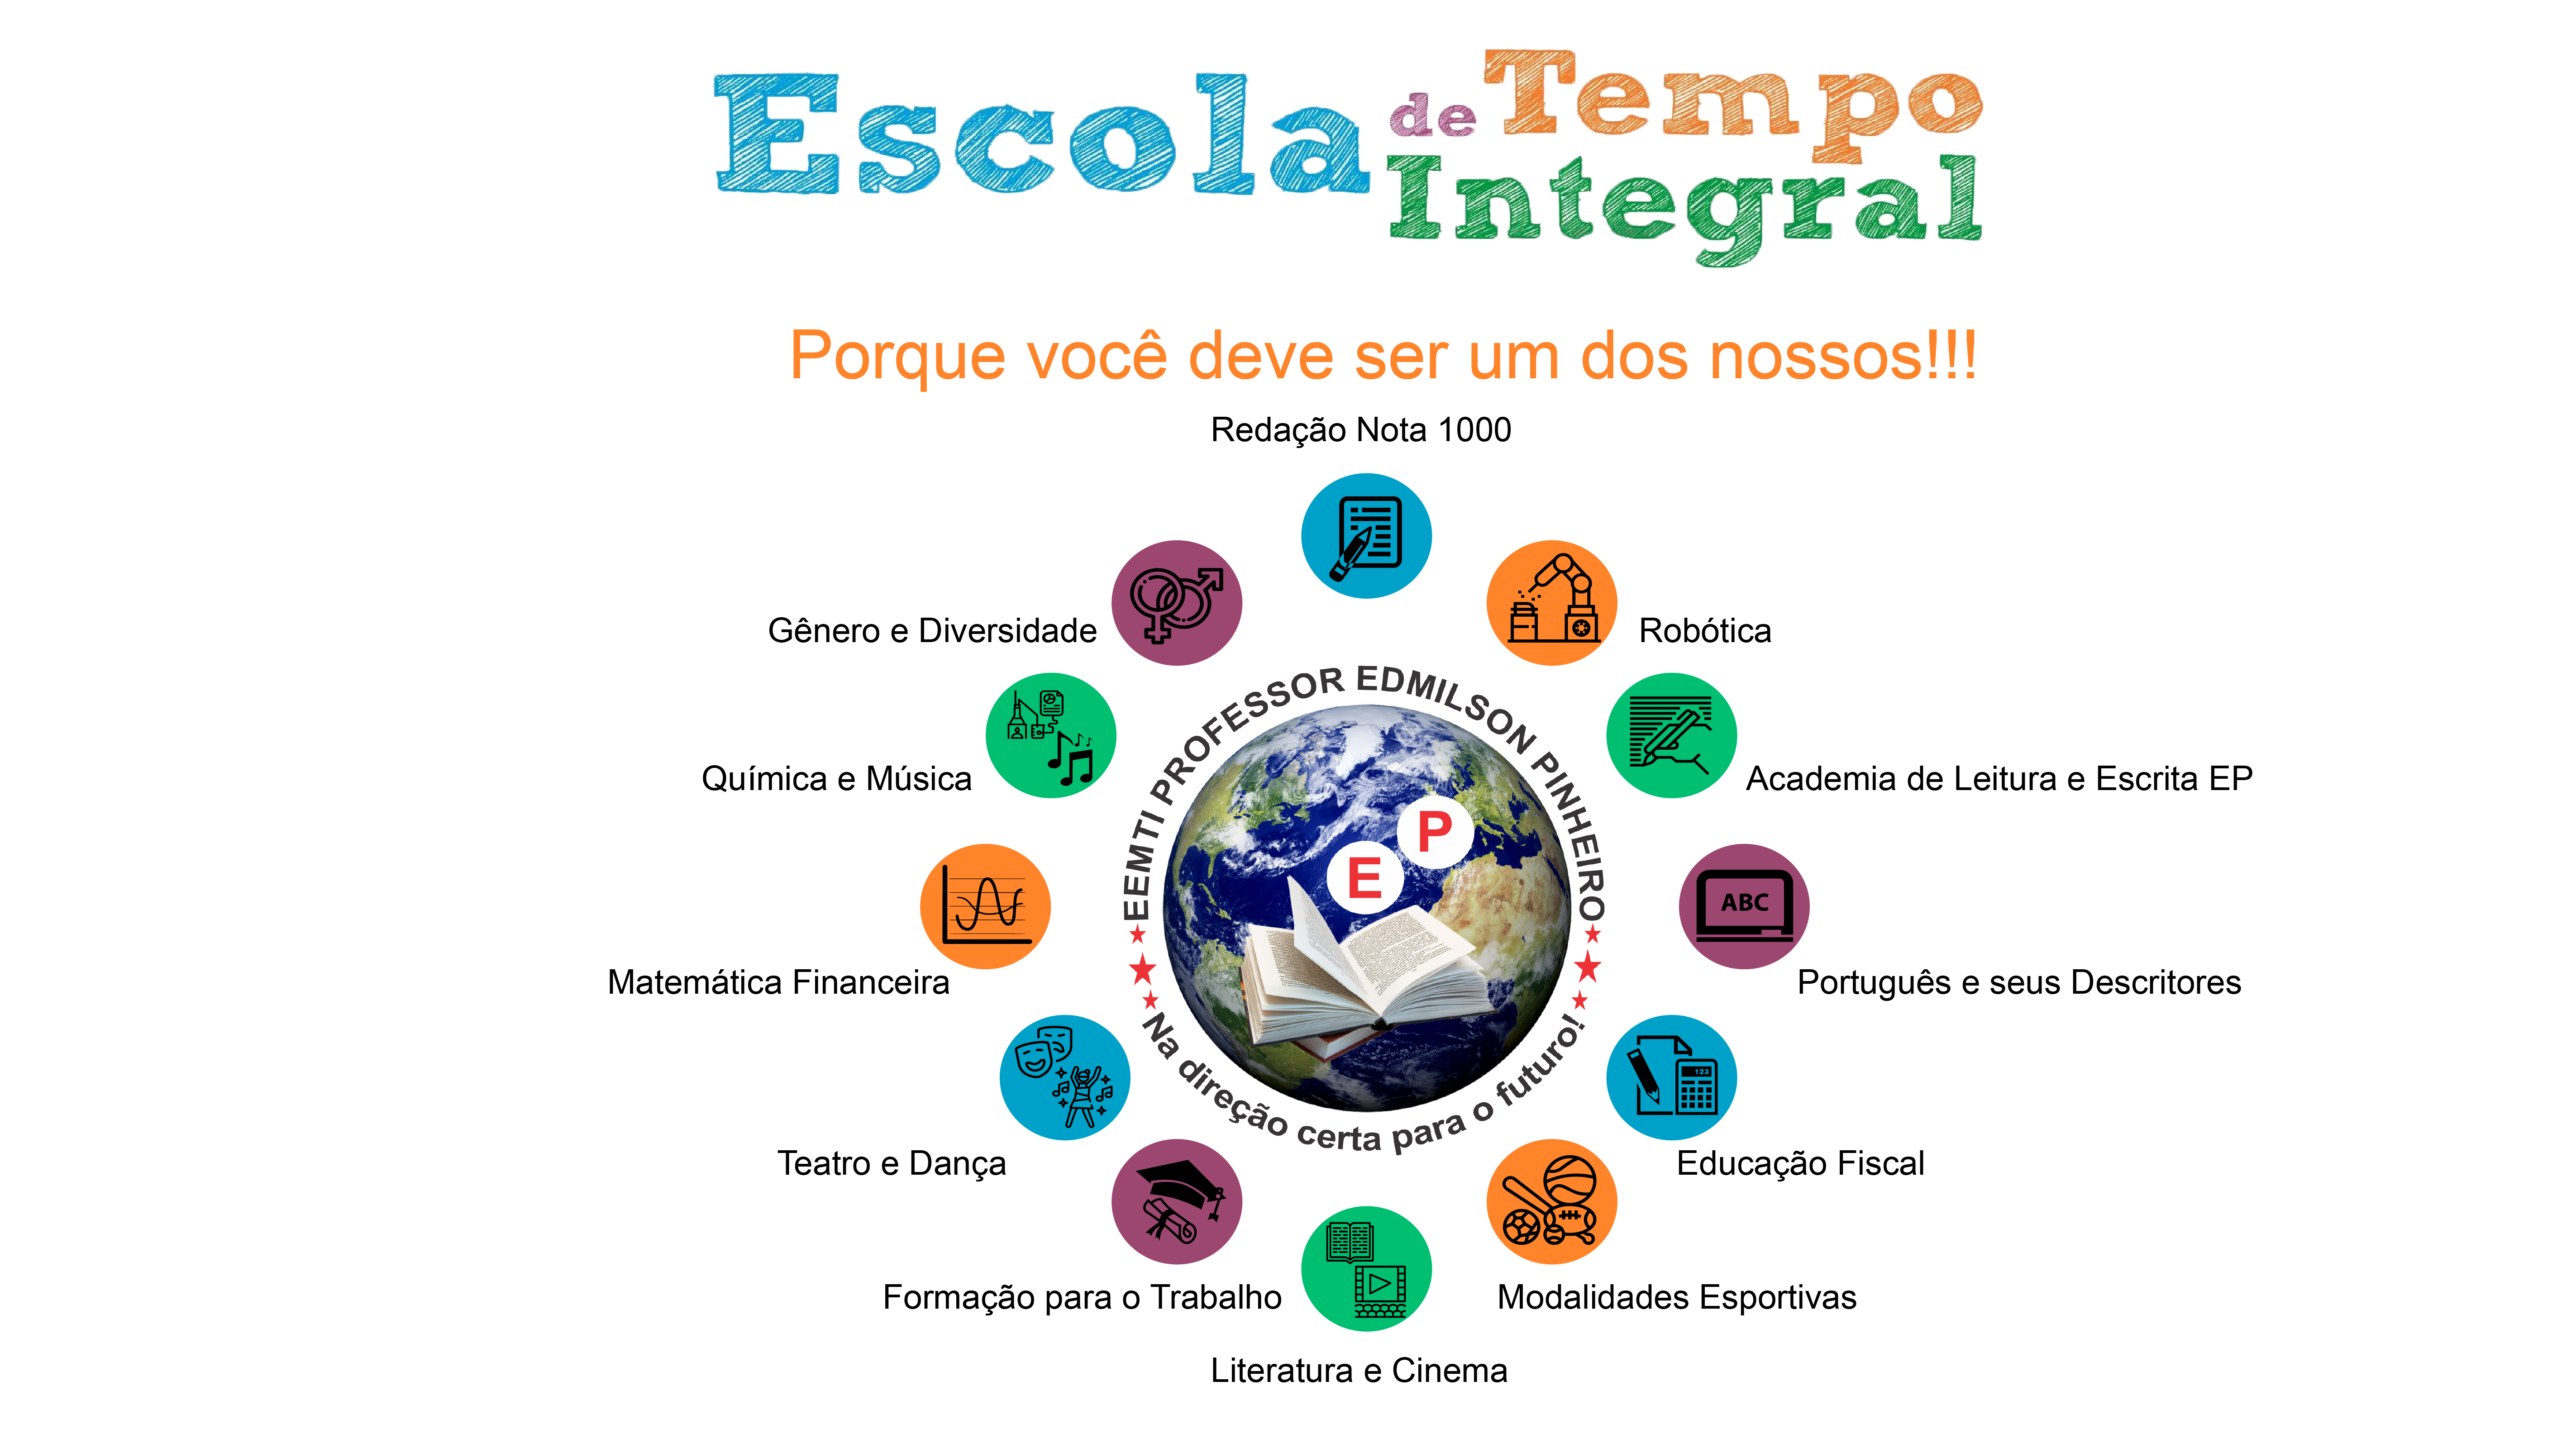 Escola de Tempo
Integral
Porque você deve ser um dos nossos!!!
Redação Nota 1000
Gênero e Diversidade
Robótica
Química e Música
Academia de Leitura e Escrita EP
EEMTI PROFESSOR EDMILSON PINHEIRO
E P
Na direção certa para o futuro!
ABC
Matemática Financeira
Português e seus Descritores
123
Teatro e Dança
Educação Fiscal
Formação para o Trabalho
Modalidades Esportivas
Literatura e Cinema